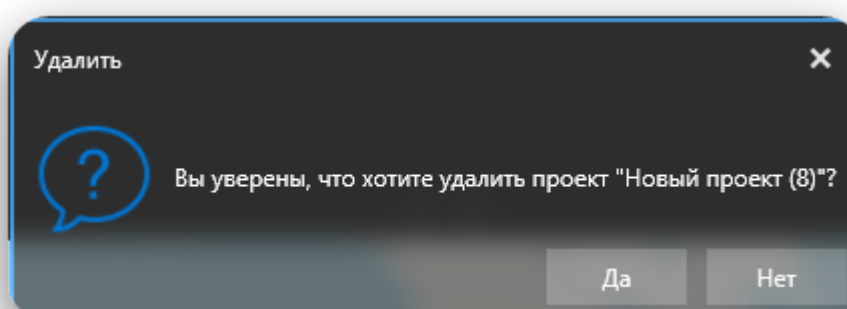 Удалить
Вы уверены, что хотите удалить проект "Новый проект (8)"?
Да
Нет